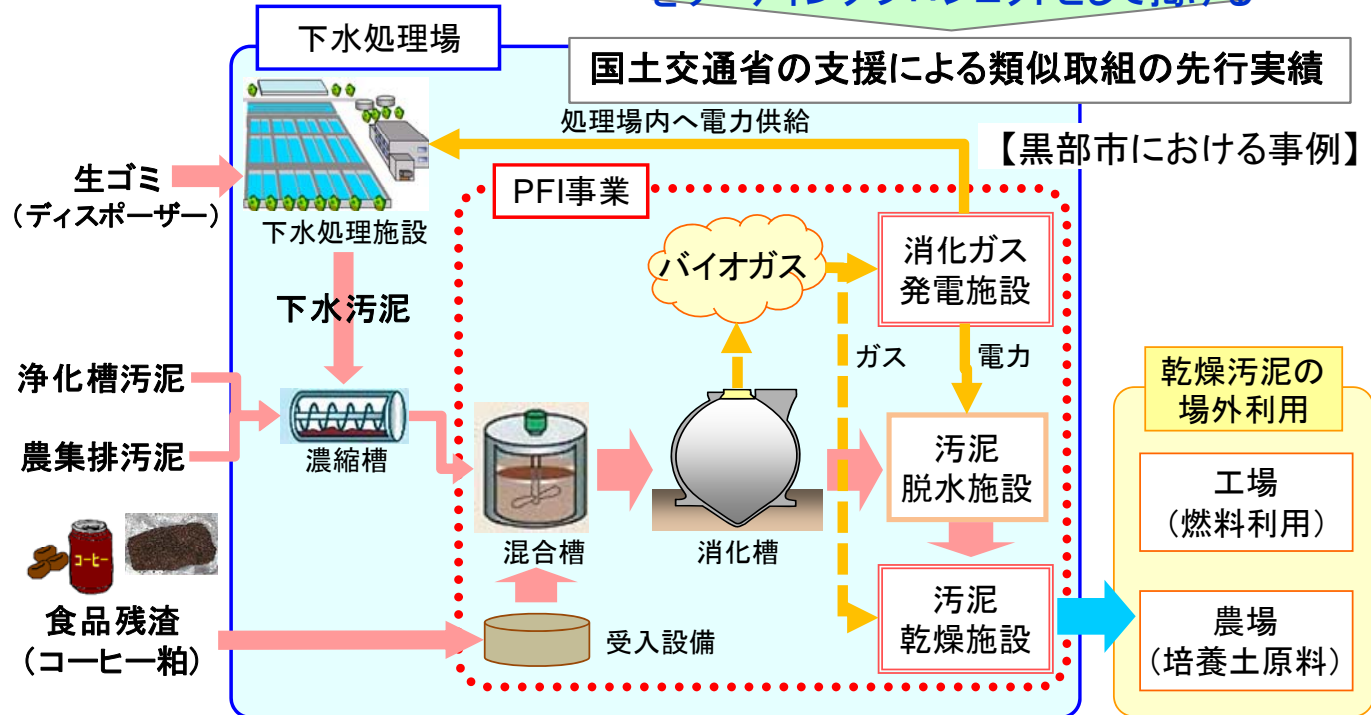 下水処理場
国土交通省の支援による類似取組の先行実績
【黒部市における事例】
処理場内へ電力供給
生ゴミ
(ディスポーザー)
下水処理施設
PFI事業
バイオガス
消化ガス
発電施設
下水汚泥
ガス
電力
浄化槽汚泥
農集排汚泥
濃縮槽
混合槽
消化槽
汚泥
脱水施設
乾燥汚泥の
場外利用
工場
(燃料利用)
コーヒー
食品残渣
(コーヒー粕)
受入設備
汚泥
乾燥施設
農場
(培養土原料)